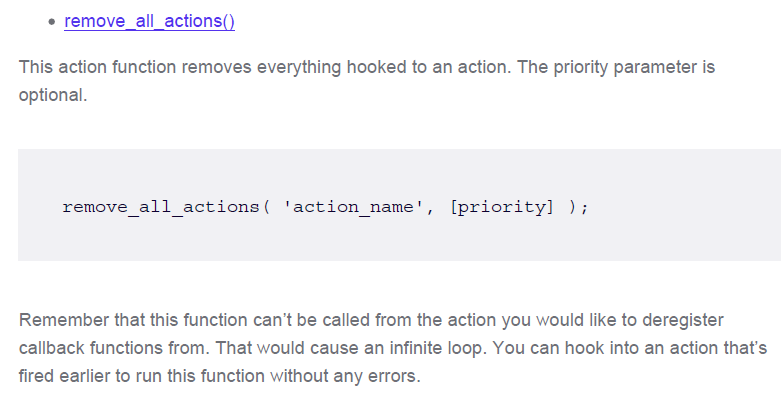 remove_all_actions()
This action function removes everything hooked to an action. The priority parameter is
optional.
remove_all_actions( 'action_name', [priority] );
Remember that this function can’t be called from the action you would like to deregister
callback functions from. That would cause an infinite loop. You can hook into an action that’s
fired earlier to run this function without any errors.